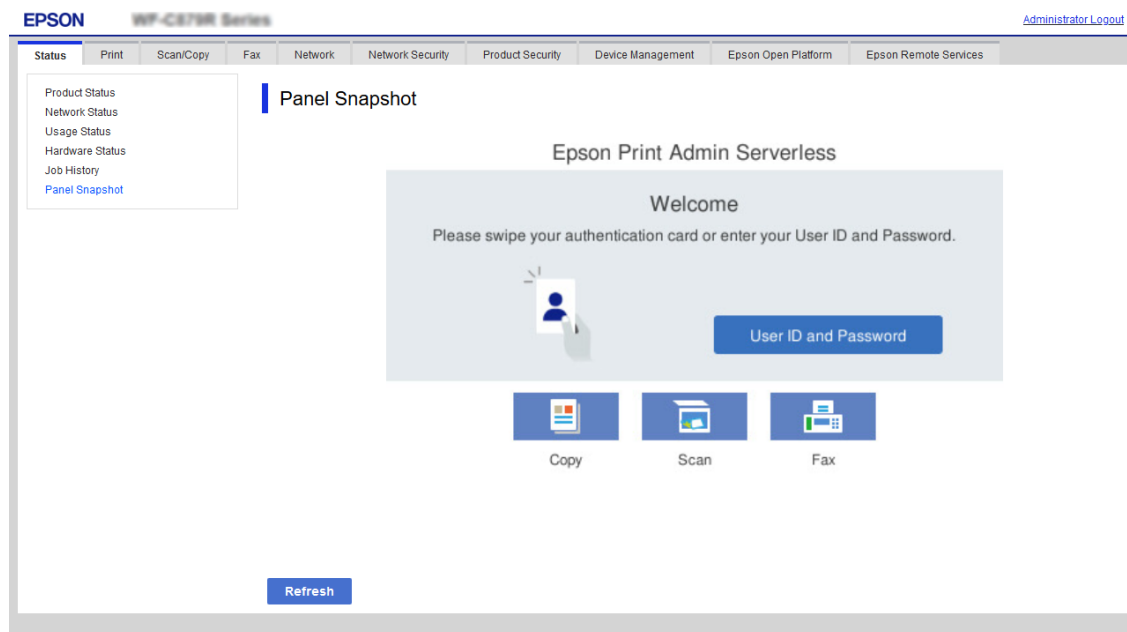 EPSON WF-C879R Series Administrator Logout
Status Print Scan/Copy Fax Network Network Security Product Security Device Management Epson Open Platform Epson Remote Services
Product Status
Network Status
Usage Status
Hardware Status
Job History
Panel Snapshot
Panel Snapshot
Epson Print Admin Serverless
Welcome
Please swipe your authentication card or enter your User ID and Password.
User ID and Password
Copy Scan Fax
Refresh